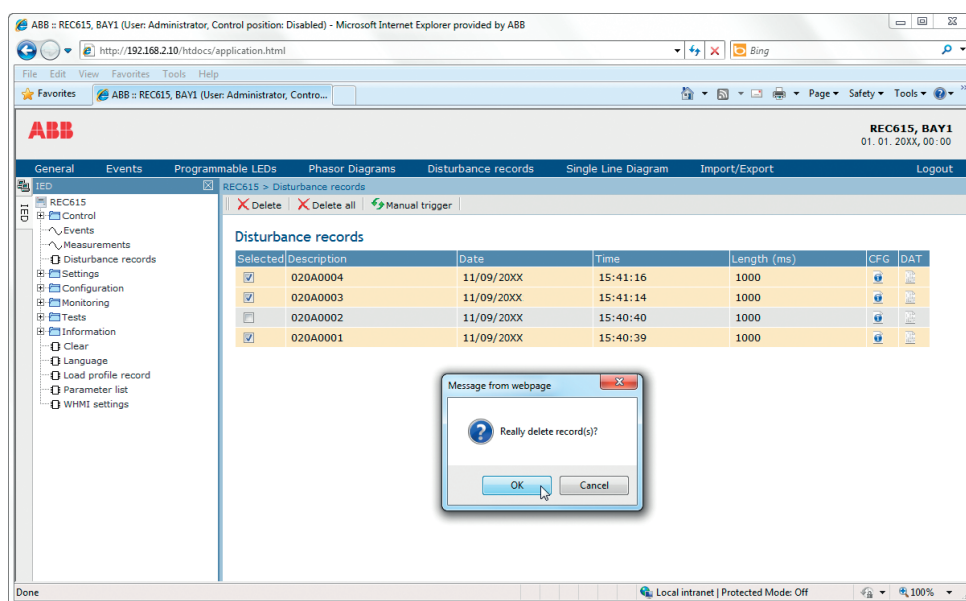 ABB :: REC615, BAY1 (User: Administrator, Control position: Disabled) - Microsoft Internet Explorer provided by ABB
http://192.168.2.10/htdocs/application.html
Bing
File Edit View Favorites Tools Help
Favorites
ABB :: REC615, BAY1 (User: Administrator, Contro...
Page Safety Tools
ABB
REC615, BAY1
01. 01. 20XX, 00:00
General Events Programmable LEDs Phasor Diagrams Disturbance records Single Line Diagram Import/Export Logout
IED
IED
REC615
Control
Events
Measurements
Disturbance records
Settings
Configuration
Monitoring
Tests
Information
Clear
Language
Load profile record
Parameter list
WHMI settings
REC615 > Disturbance records
Delete Delete all Manual trigger
Disturbance records
Selected Description Date Time Length (ms) CFG DAT
020A0004 11/09/20XX 15:41:16 1000
020A0003 11/09/20XX 15:41:14 1000
020A0002 11/09/20XX 15:40:40 1000
020A0001 11/09/20XX 15:40:39 1000
Message from webpage
Really delete record(s)?
OK Cancel
Done
Local intranet | Protected Mode: Off
100%